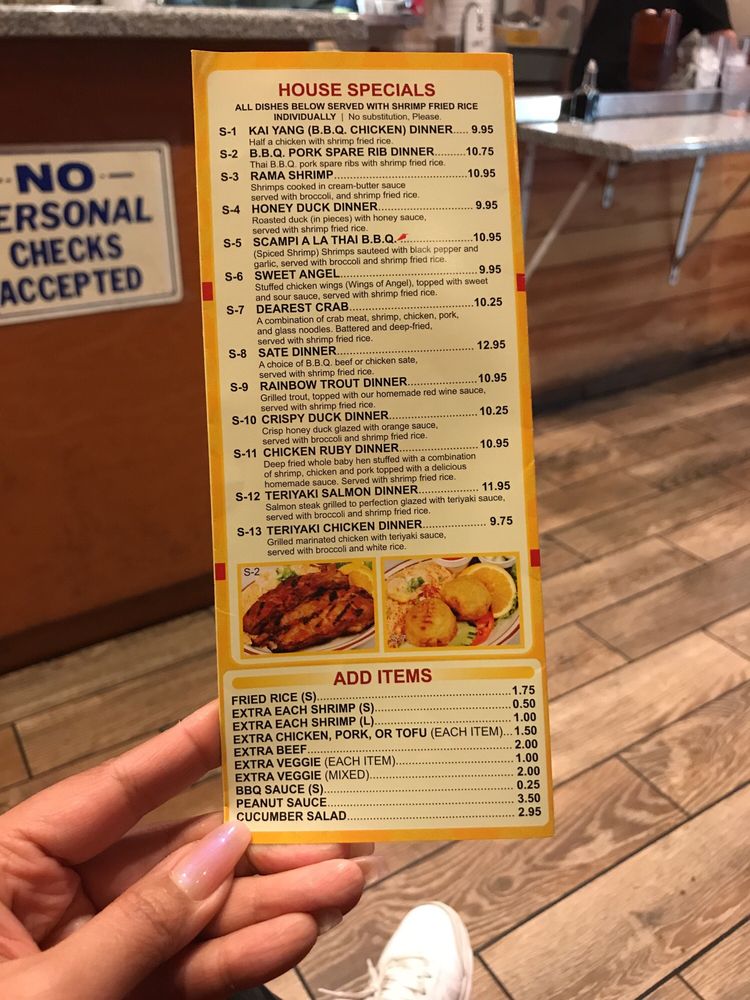 NO
ERSONAL
CHECKS
ACCEPTED
HOUSE SPECIALS
ALL DISHES BELOW SERVED WITH SHRIMP FRIED RICE
INDIVIDUALLY | No substitution, Please.
S-1 KAI YANG (B.B.Q. CHICKEN) DINNER..... 9.95
Half a chicken with shrimp fried rice.
S-2 B.B.Q. PORK SPARE RIB DINNER..........10.75
Thai B.B.Q. pork spare ribs with shrimp fried rice.
S-3 RAMA SHRIMP..........10.95
Shrimps cooked in cream-butter sauce
served with broccoli, and shrimp fried rice.
S-4 HONEY DUCK DINNER.......... 9.95
Roasted duck (in pieces) with honey sauce,
served with broccoli and shrimp fried rice.
S-5 SCAMPI A LA THAI B.B.Q. ..........10.95
(Spiced Shrimp) Shrimps sauteed with black pepper and
garlic, served with broccoli and shrimp fried rice.
S-6 SWEET ANGEL.......... 9.95
Stuffed chicken wings (Wings of Angel), topped with sweet
and sour sauce, served with shrimp fried rice.
S-7 DEAREST CRAB..........10.25
A combination of crab meat, shrimp, chicken, pork,
and glass noodles. Battered and deep-fried,
served with shrimp fried rice.
S-8 SATE DINNER.......... 12.95
A choice of B.B.Q. beef or chicken sate,
served with shrimp fried rice.
S-9 RAINBOW TROUT DINNER..........10.95
Grilled trout, topped with our homemade red wine sauce,
served with shrimp fried rice.
S-10 CRISPY DUCK DINNER..........10.25
Crisp honey duck glazed with orange sauce,
served with broccoli and shrimp fried rice.
S-11 CHICKEN RUBY DINNER..........10.95
Deep fried whole baby hen stuffed with a combination
of shrimp, chicken and pork topped with a delicious
homemade sauce. Served with shrimp fried rice.
S-12 TERIYAKI SALMON DINNER.......... 11.95
Salmon steak grilled to perfection glazed with teriyaki sauce,
served with broccoli and shrimp fried rice.
S-13 TERIYAKI CHICKEN DINNER.......... 9.75
Grilled marinated chicken with teriyaki sauce,
served with broccoli and white rice.
S-2
ADD ITEMS
FRIED RICE (S)..........1.75
EXTRA EACH SHRIMP (S)..........0.50
EXTRA EACH SHRIMP (L)..........1.00
EXTRA CHICKEN, PORK, OR TOFU (EACH ITEM)...1.50
EXTRA BEEF..........2.00
EXTRA VEGGIE (EACH ITEM)..........1.00
EXTRA VEGGIE (MIXED)..........2.00
BBQ SAUCE (S)..........0.25
PEANUT SAUCE..........3.50
CUCUMBER SALAD..........2.95